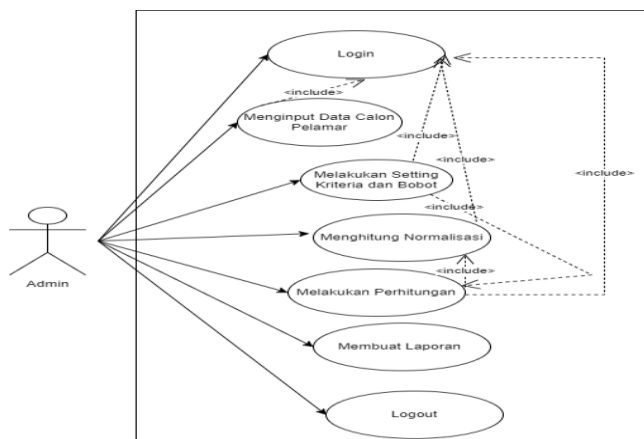 Login
<include>
Menginput Data Calon
Pelamar
<include>
Melakukan Setting
Kriteria dan Bobot
<include>
<include>
<include>
Menghitung Normalisasi
<include>
Melakukan Perhitungan
Admin
Membuat Laporan
Logout